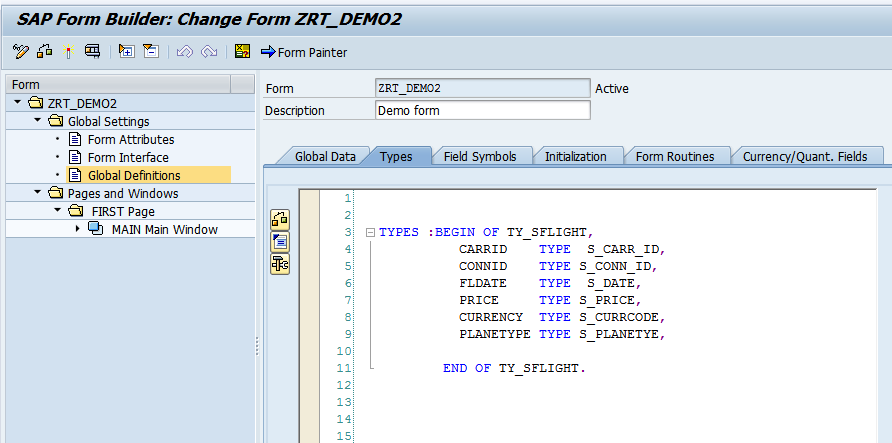 SAP Form Builder: Change Form ZRT_DEMO2
Form Painter
Form
ZRT_DEMO2
Global Settings
Form Attributes
Form Interface
Global Definitions
Pages and Windows
FIRST Page
MAIN Main Window
Form ZRT_DEMO2 Active
Description Demo form
Global Data Types Field Symbols Initialization Form Routines Currency/Quant. Fields
1
2
3 TYPES :BEGIN OF TY_SFLIGHT,
4 CARRID TYPE S_CARR_ID,
5 CONNID TYPE S_CONN_ID,
6 FLDATE TYPE S_DATE,
7 PRICE TYPE S_PRICE,
8 CURRENCY TYPE S_CURRCODE,
9 PLANETYPE TYPE S_PLANETYE,
10
11 END OF TY_SFLIGHT.
12
13
14
15